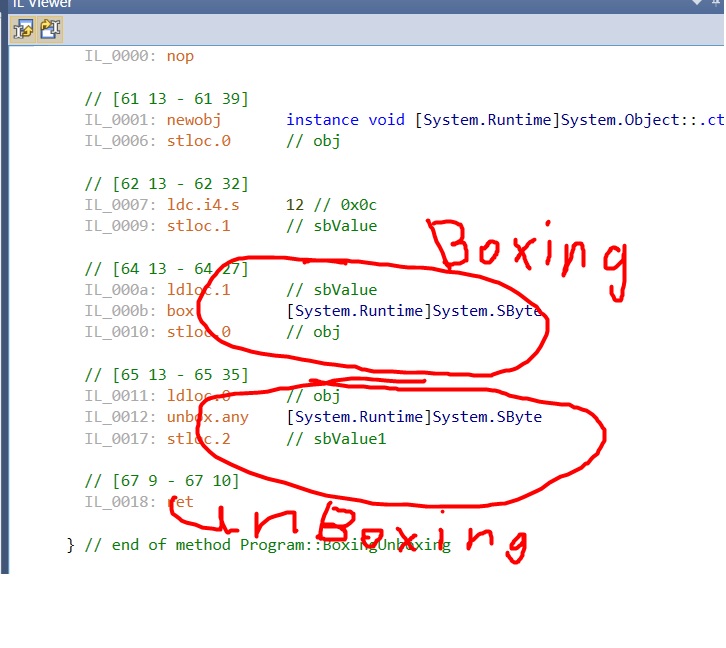 IL Viewer
IL_0000: nop
// [61 13 - 61 39]
IL_0001: newobj instance void [System.Runtime]System.Object::.ct
IL_0006: stloc.0 // obj
// [62 13 - 62 32]
IL_0007: ldc.i4.s 12 // 0x0c
IL_0009: stloc.1 // sbValue
Boxing
// [64 13 - 64 27]
IL_000a: ldloc.1 // sbValue
IL_000b: box [System.Runtime]System.SByte
IL_0010: stloc.0 // obj
// [65 13 - 65 35]
IL_0011: ldloc.0 // obj
IL_0012: unbox.any [System.Runtime]System.SByte
IL_0017: stloc.2 // sbValue1
// [67 9 - 67 10]
IL_0018: ret
UnBoxing
} // end of method Program::BoxingUnboxing